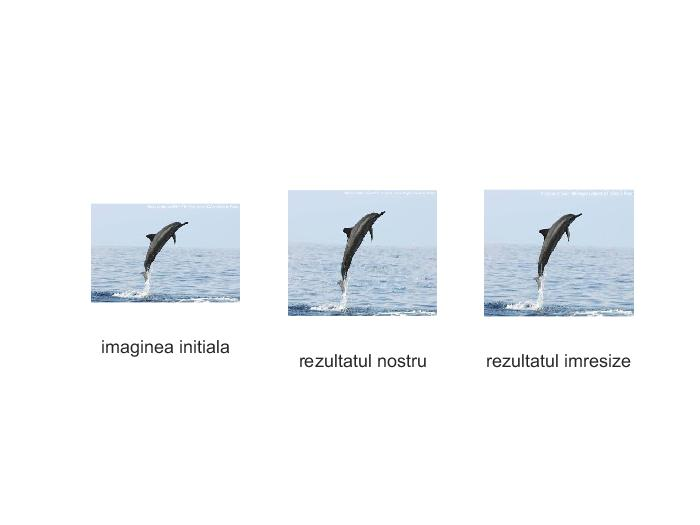 imaginea initiala
rezultatul nostru
rezultatul imresize